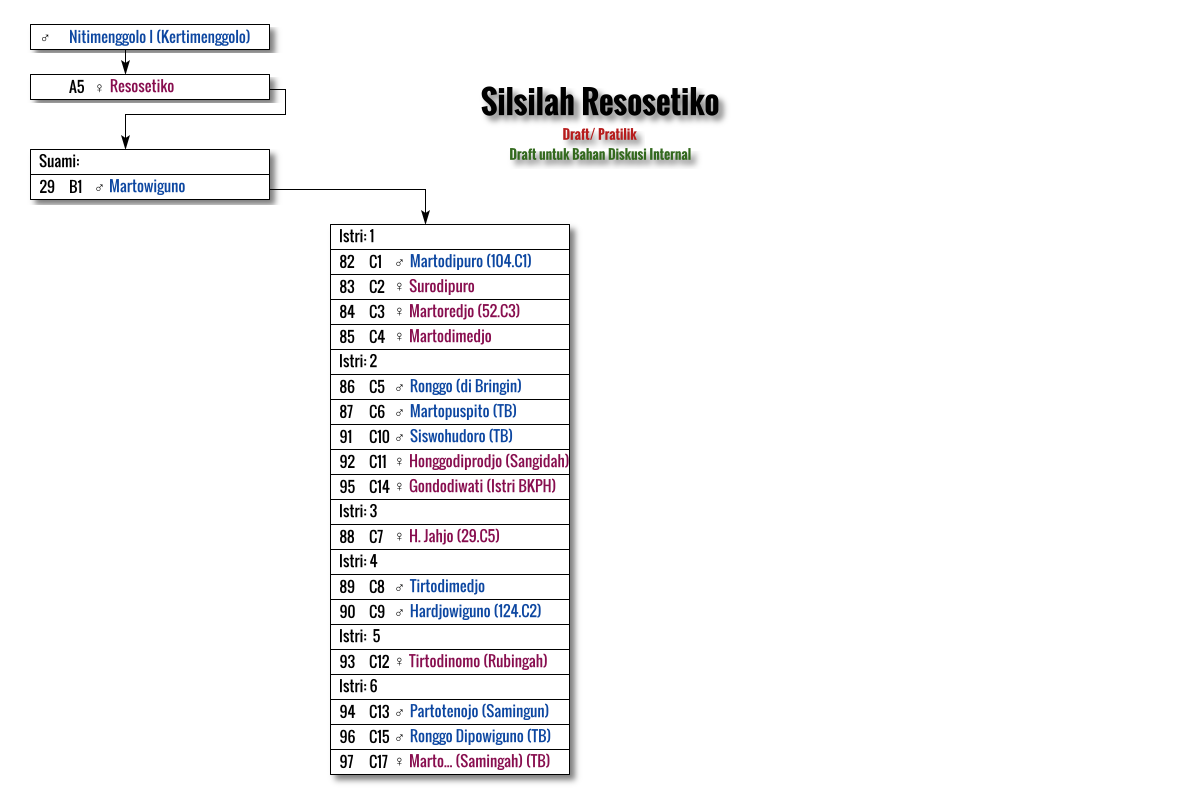 ♂ Nitimenggolo I (Kertimenggolo)
A5 ♀ Resosetiko
Silsilah Resosetiko
Draft/ Pratilik
Draft untuk Bahan Diskusi Internal
Suami:
29 B1 ♂ Martowiguno
Istri: 1
82 C1 ♂ Martodipuro (104.C1)
83 C2 ♀ Surodipuro
84 C3 ♀ Martoredjo (52.C3)
85 C4 ♀ Martodimedjo
Istri: 2
86 C5 ♂ Ronggo (di Bringin)
87 C6 ♂ Martopuspito (TB)
91 C10 ♂ Siswohudoro (TB)
92 C11 ♀ Honggodiprodjo (Sangidah)
95 C14 ♀ Gondodiwati (Istri BKPH)
Istri: 3
88 C7 ♀ H. Jahjo (29.C5)
Istri: 4
89 C8 ♂ Tirtodimedjo
90 C9 ♂ Hardjowiguno (124.C2)
Istri: 5
93 C12 ♀ Tirtodinomo (Rubingah)
Istri: 6
94 C13 ♂ Partotenojo (Samingun)
96 C15 ♂ Ronggo Dipowiguno (TB)
97 C17 ♀ Marto... (Samingah) (TB)